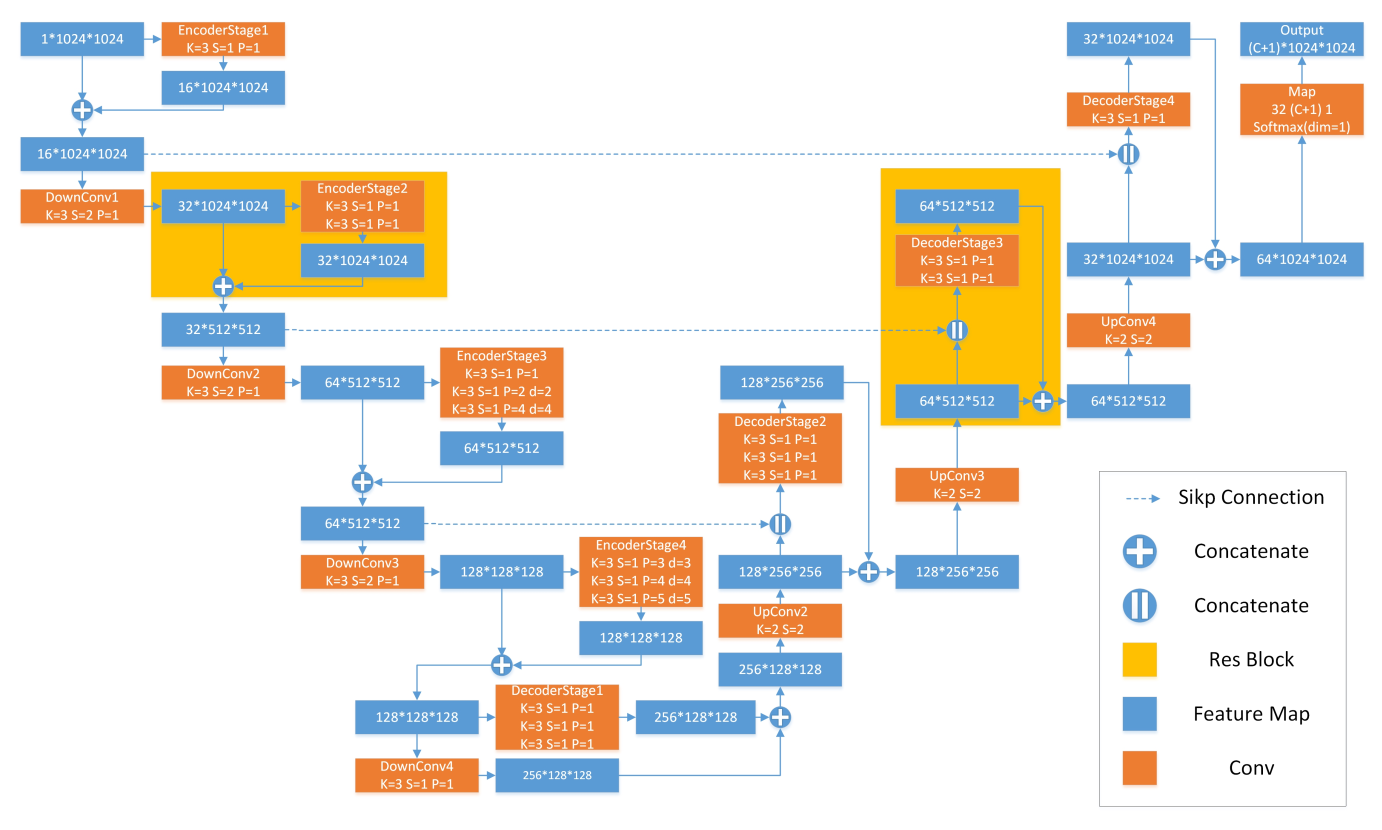 1*1024*1024
EncoderStage1
K=3 S=1 P=1
16*1024*1024
16*1024*1024
DownConv1
K=3 S=2 P=1
32*1024*1024
EncoderStage2
K=3 S=1 P=1
K=3 S=1 P=1
32*1024*1024
32*512*512
DownConv2
K=3 S=2 P=1
64*512*512
EncoderStage3
K=3 S=1 P=1
K=3 S=1 P=2 d=2
K=3 S=1 P=4 d=4
64*512*512
64*512*512
DownConv3
K=3 S=2 P=1
128*128*128
EncoderStage4
K=3 S=1 P=3 d=3
K=3 S=1 P=4 d=4
K=3 S=1 P=5 d=5
128*128*128
128*128*128
DecoderStage1
K=3 S=1 P=1
K=3 S=1 P=1
K=3 S=1 P=1
256*128*128
DownConv4
K=3 S=1 P=1
256*128*128
256*128*128
UpConv2
K=2 S=2
128*256*256
DecoderStage2
K=3 S=1 P=1
K=3 S=1 P=1
K=3 S=1 P=1
128*256*256
128*256*256
UpConv3
K=2 S=2
64*512*512
DecoderStage3
K=3 S=1 P=1
K=3 S=1 P=1
64*512*512
64*512*512
UpConv4
K=2 S=2
32*1024*1024
DecoderStage4
K=3 S=1 P=1
32*1024*1024
64*1024*1024
Map
32 (C+1) 1
Softmax(dim=1)
Output
(C+1)*1024*1024
Sikp Connection
Concatenate
Concatenate
Res Block
Feature Map
Conv